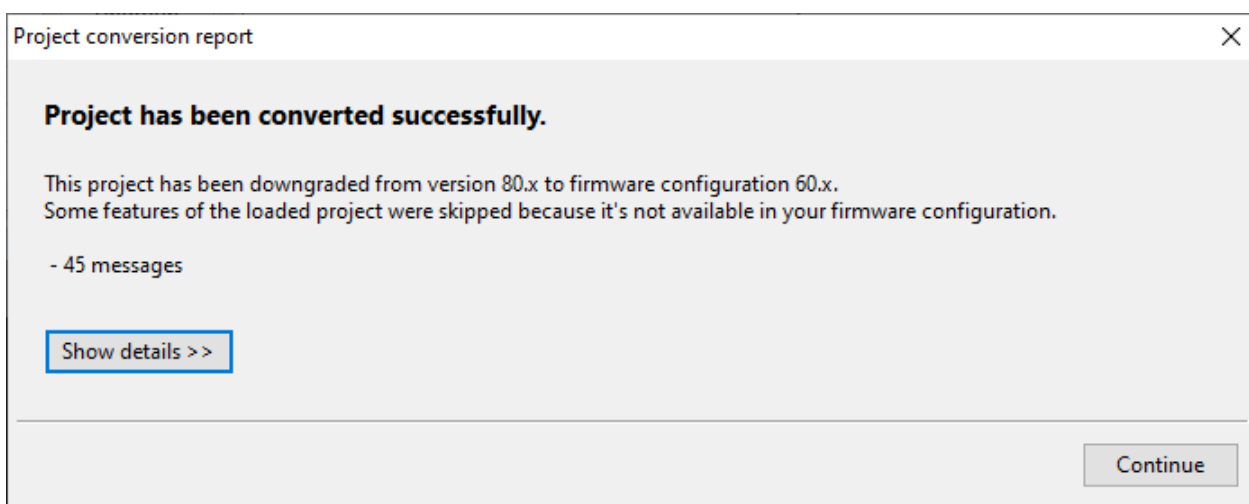 Project conversion report
Project has been converted successfully.
This project has been downgraded from version 80.x to firmware configuration 60.x.
Some features of the loaded project were skipped because it's not available in your firmware configuration.
- 45 messages
Show details >>
Continue